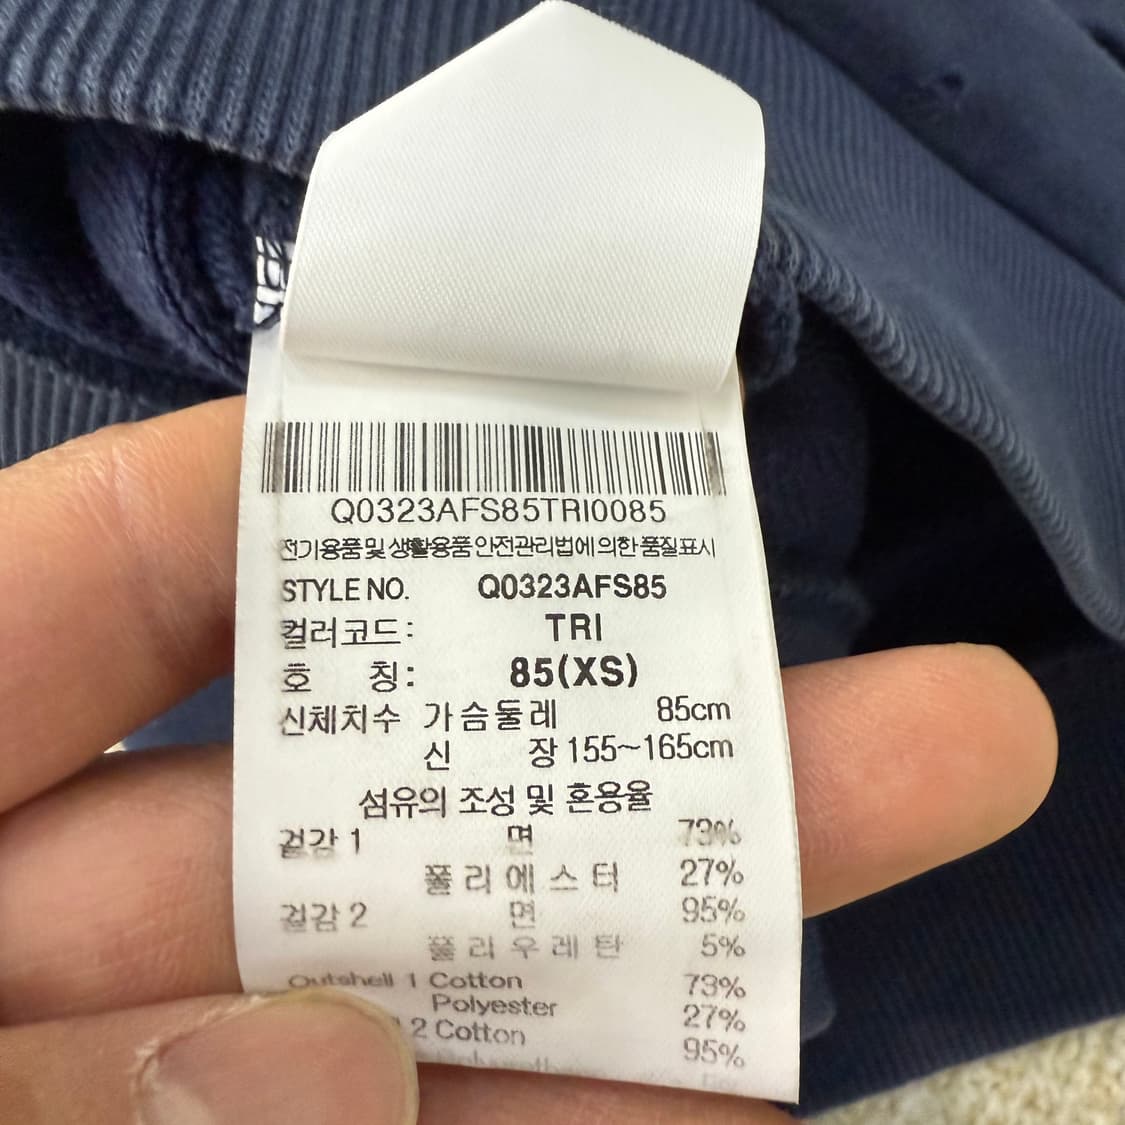 Q0323AFS85TRI0085
전기용품 및 생활용품 안전관리법에 의한 품질표시
STYLE NO. Q0323AFS85
컬러코드: TRI
호 칭: 85(XS)
신체치수 가슴둘레 85cm
신 장 155~165cm
섬유의 조성 및 혼용율
겉감 1 면 73%
폴리에스터 27%
겉감 2 면 95%
폴리우레탄 5%
Outshell 1 Cotton 73%
Polyester 27%
2 Cotton 95%